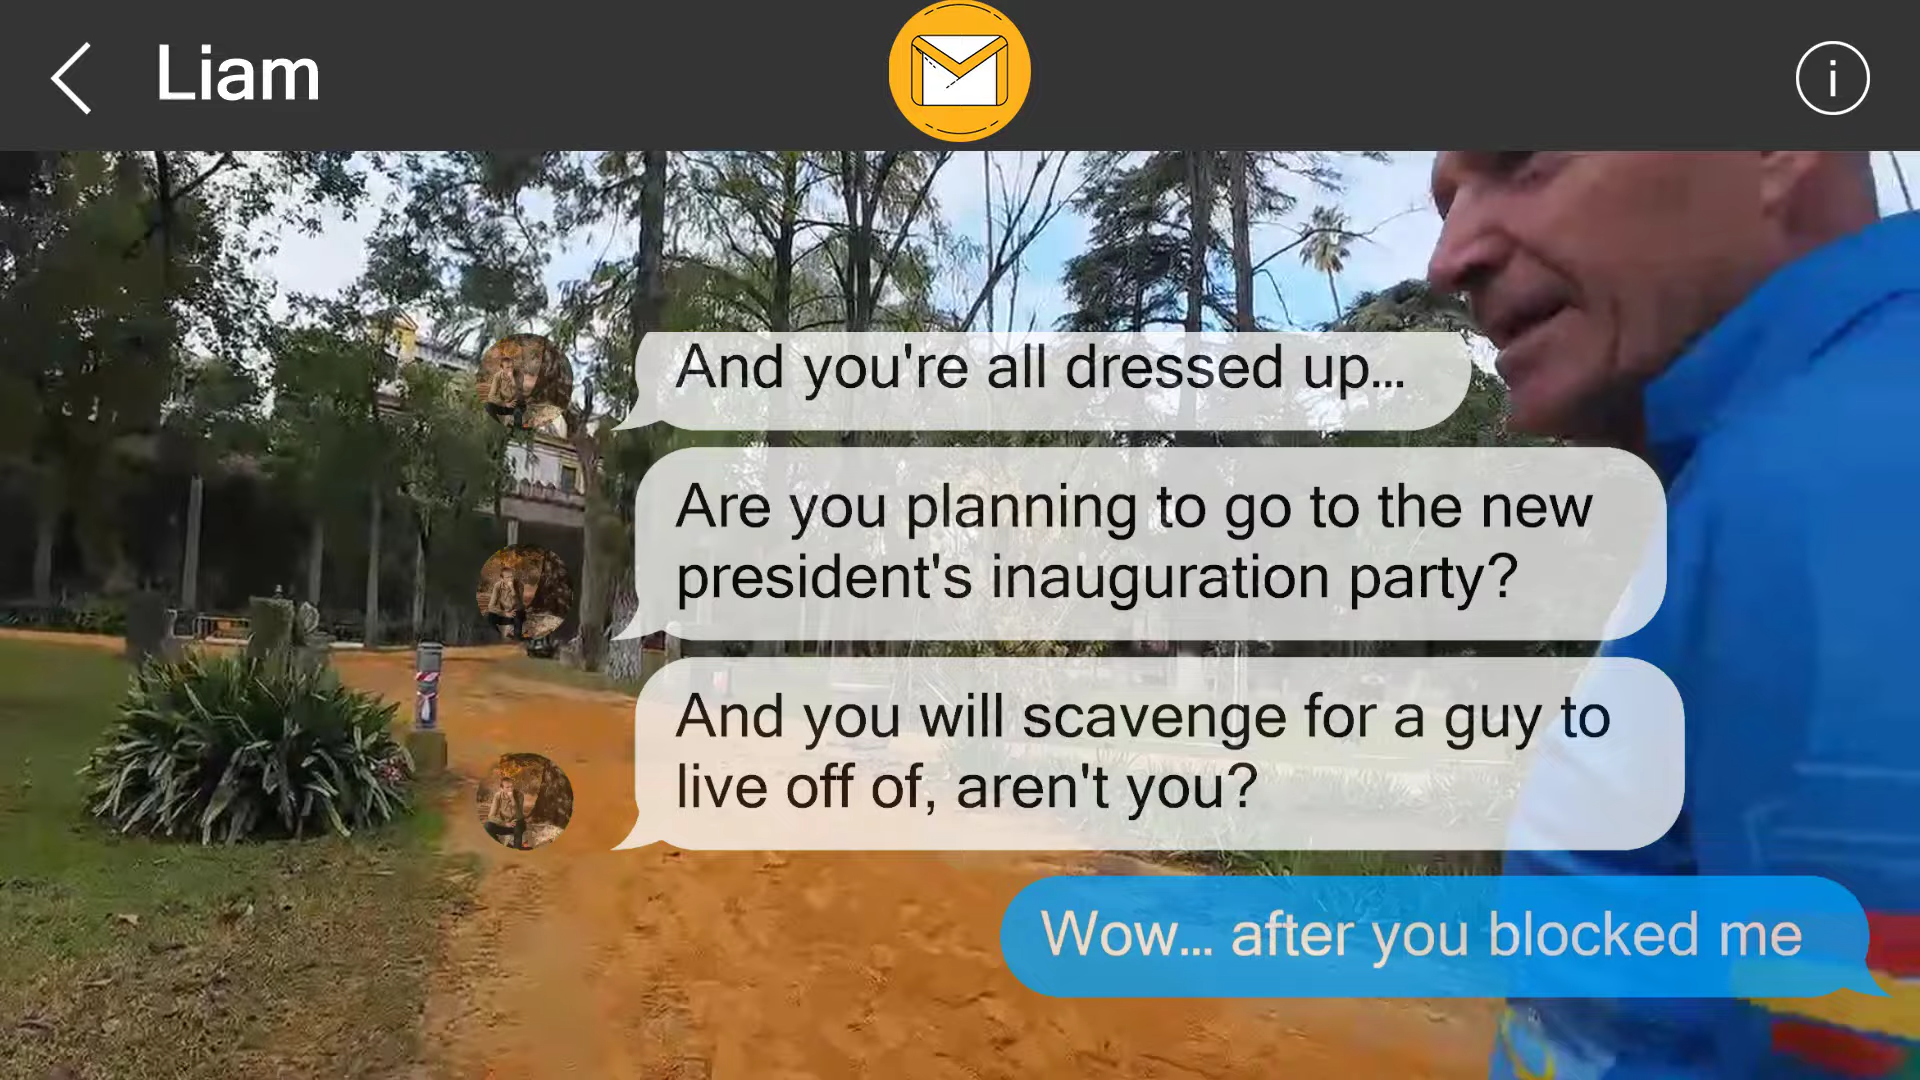 Liam
i
And you're all dressed up...
Are you planning to go to the new
president's inauguration party?
And you will scavenge for a guy to
live off of, aren't you?
Wow... after you blocked me